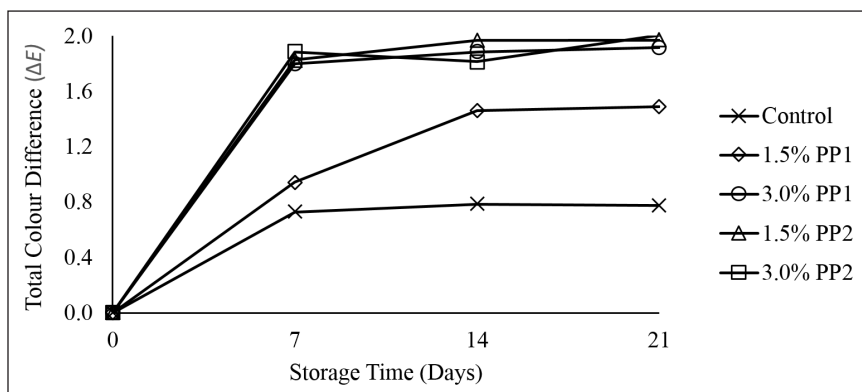 Total Colour Difference (ΔE)
2.0
1.6
1.2
0.8
0.4
0.0
0
7
14
21
Storage Time (Days)
Control
1.5% PP1
3.0% PP1
1.5% PP2
3.0% PP2